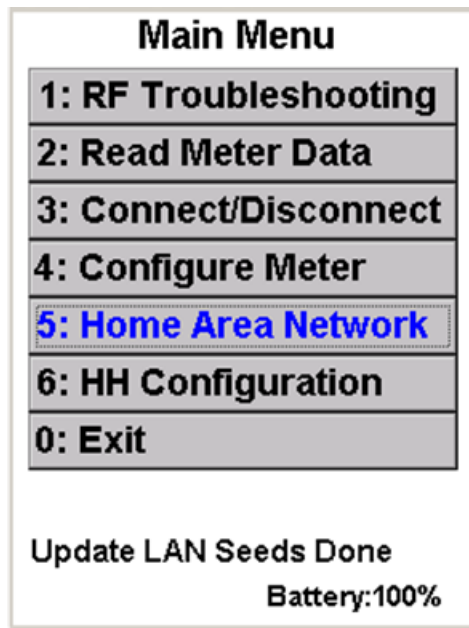 Main Menu
1: RF Troubleshooting
2: Read Meter Data
3: Connect/Disconnect
4: Configure Meter
5: Home Area Network
6: HH Configuration
0: Exit
Update LAN Seeds Done
Battery:100%